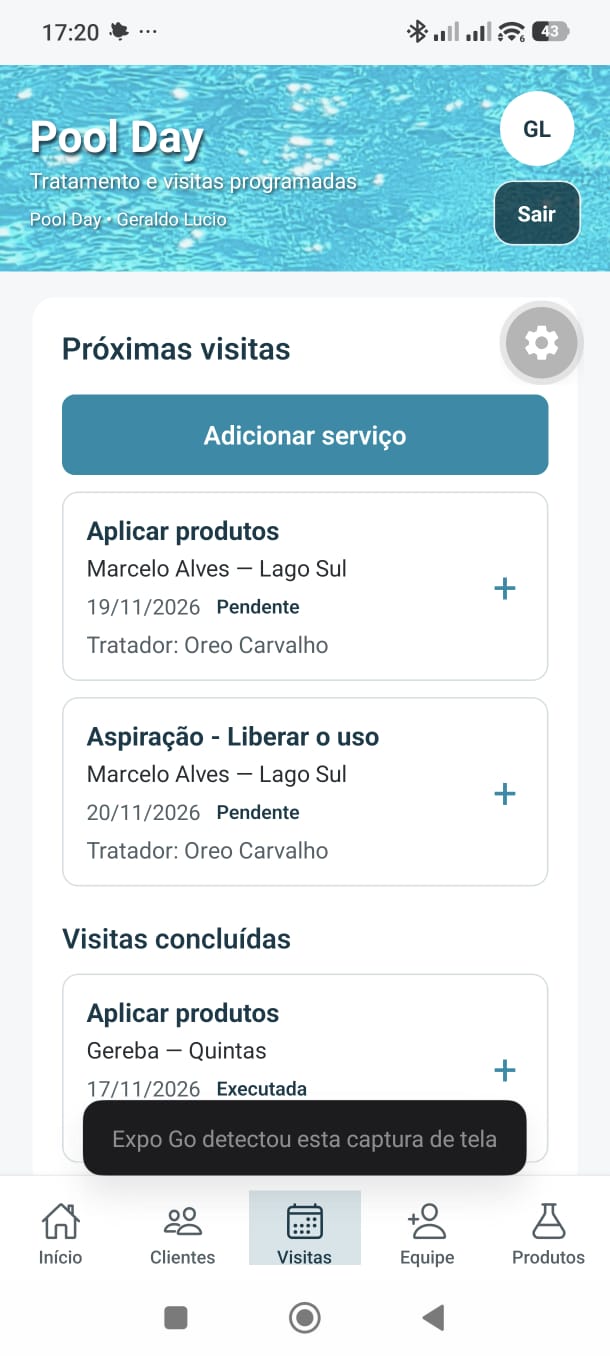 17:20
43
Pool Day
GL
Tratamento e visitas programadas
Pool Day • Geraldo Lucio
Sair
Próximas visitas
Adicionar serviço
Aplicar produtos
Marcelo Alves — Lago Sul
19/11/2026 Pendente
Tratador: Oreo Carvalho
+
Aspiração - Liberar o uso
Marcelo Alves — Lago Sul
20/11/2026 Pendente
Tratador: Oreo Carvalho
+
Visitas concluídas
Aplicar produtos
Gereba — Quintas
17/11/2026 Executada
+
Expo Go detectou esta captura de tela
Início Clientes Visitas Equipe Produtos